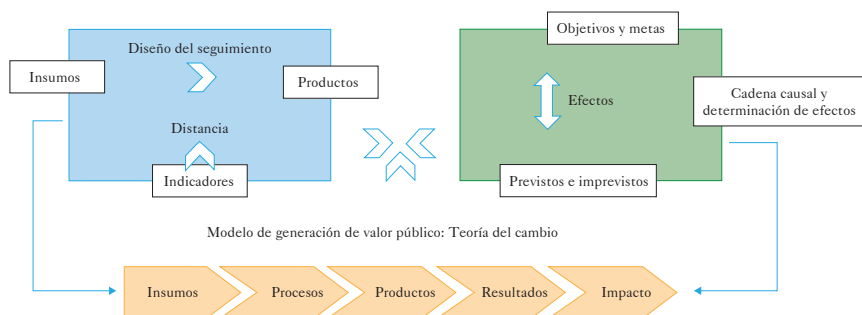 Diseño del seguimiento
Insumos
Productos
Distancia
Indicadores
Objetivos y metas
Efectos
Cadena causal y
determinación de efectos
Previstos e imprevistos
Modelo de generación de valor público: Teoría del cambio
Insumos
Procesos
Productos
Resultados
Impacto